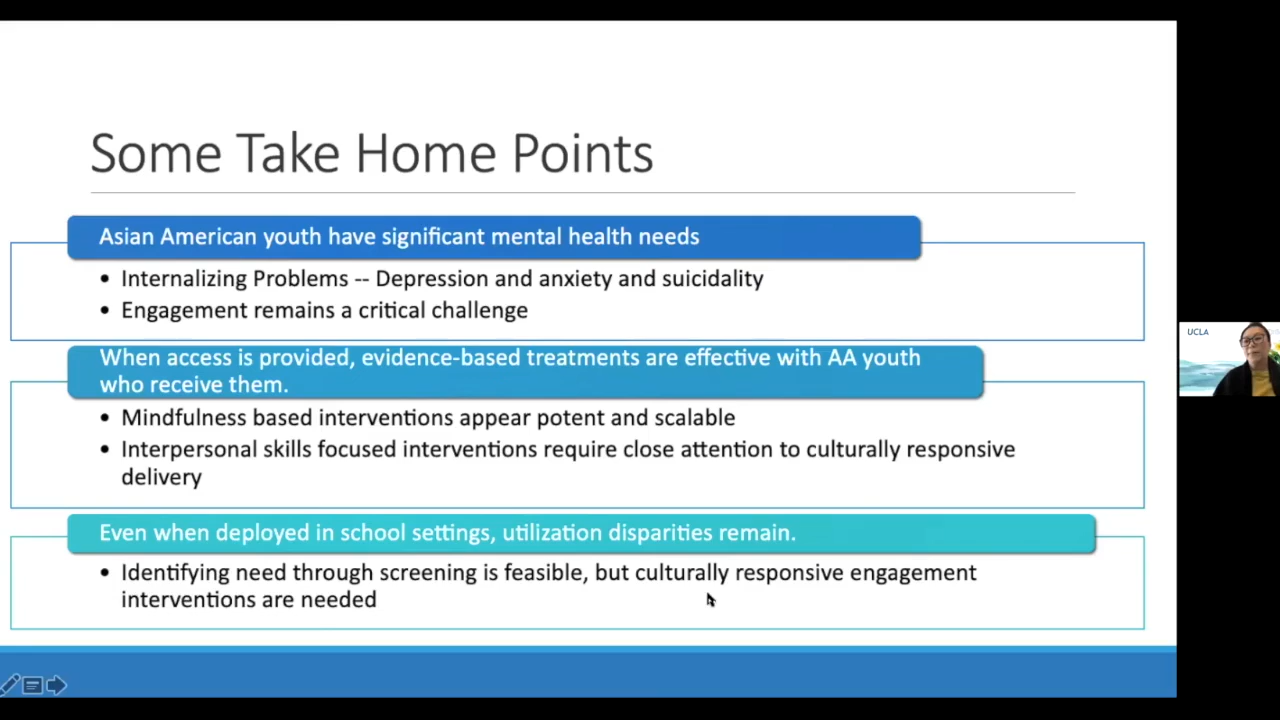 Some Take Home Points
Asian American youth have significant mental health needs
• Internalizing Problems -- Depression and anxiety and suicidality
• Engagement remains a critical challenge
When access is provided, evidence-based treatments are effective with AA youth
who receive them.
• Mindfulness based interventions appear potent and scalable
• Interpersonal skills focused interventions require close attention to culturally responsive
delivery
Even when deployed in school settings, utilization disparities remain.
• Identifying need through screening is feasible, but culturally responsive engagement
interventions are needed
UCLA